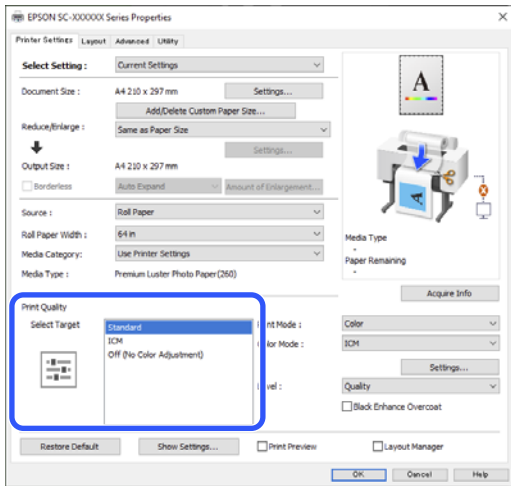 EPSON SC-XXXXXX Series Properties
Printer Settings Layout Advanced Utility
Select Setting : Current Settings
Document Size : A4 210 x 297 mm Settings...
Add/Delete Custom Paper Size...
Reduce/Enlarge : Same as Paper Size
Settings...
Output Size : A4 210 x 297 mm
Borderless Auto Expand Amount of Enlargement...
Source : Roll Paper
Roll Paper Width : 64 in
Media Category: Use Printer Settings
Media Type : Premium Luster Photo Paper(260)
A
A
Media Type
-
Paper Remaining
-
Acquire Info
Print Quality
Select Target Standard
ICM
Off (No Color Adjustment)
nt Mode : Color
lor Mode : ICM
Settings...
vel : Quality
Black Enhance Overcoat
Restore Default Show Settings... Print Preview Layout Manager
OK Cancel Help